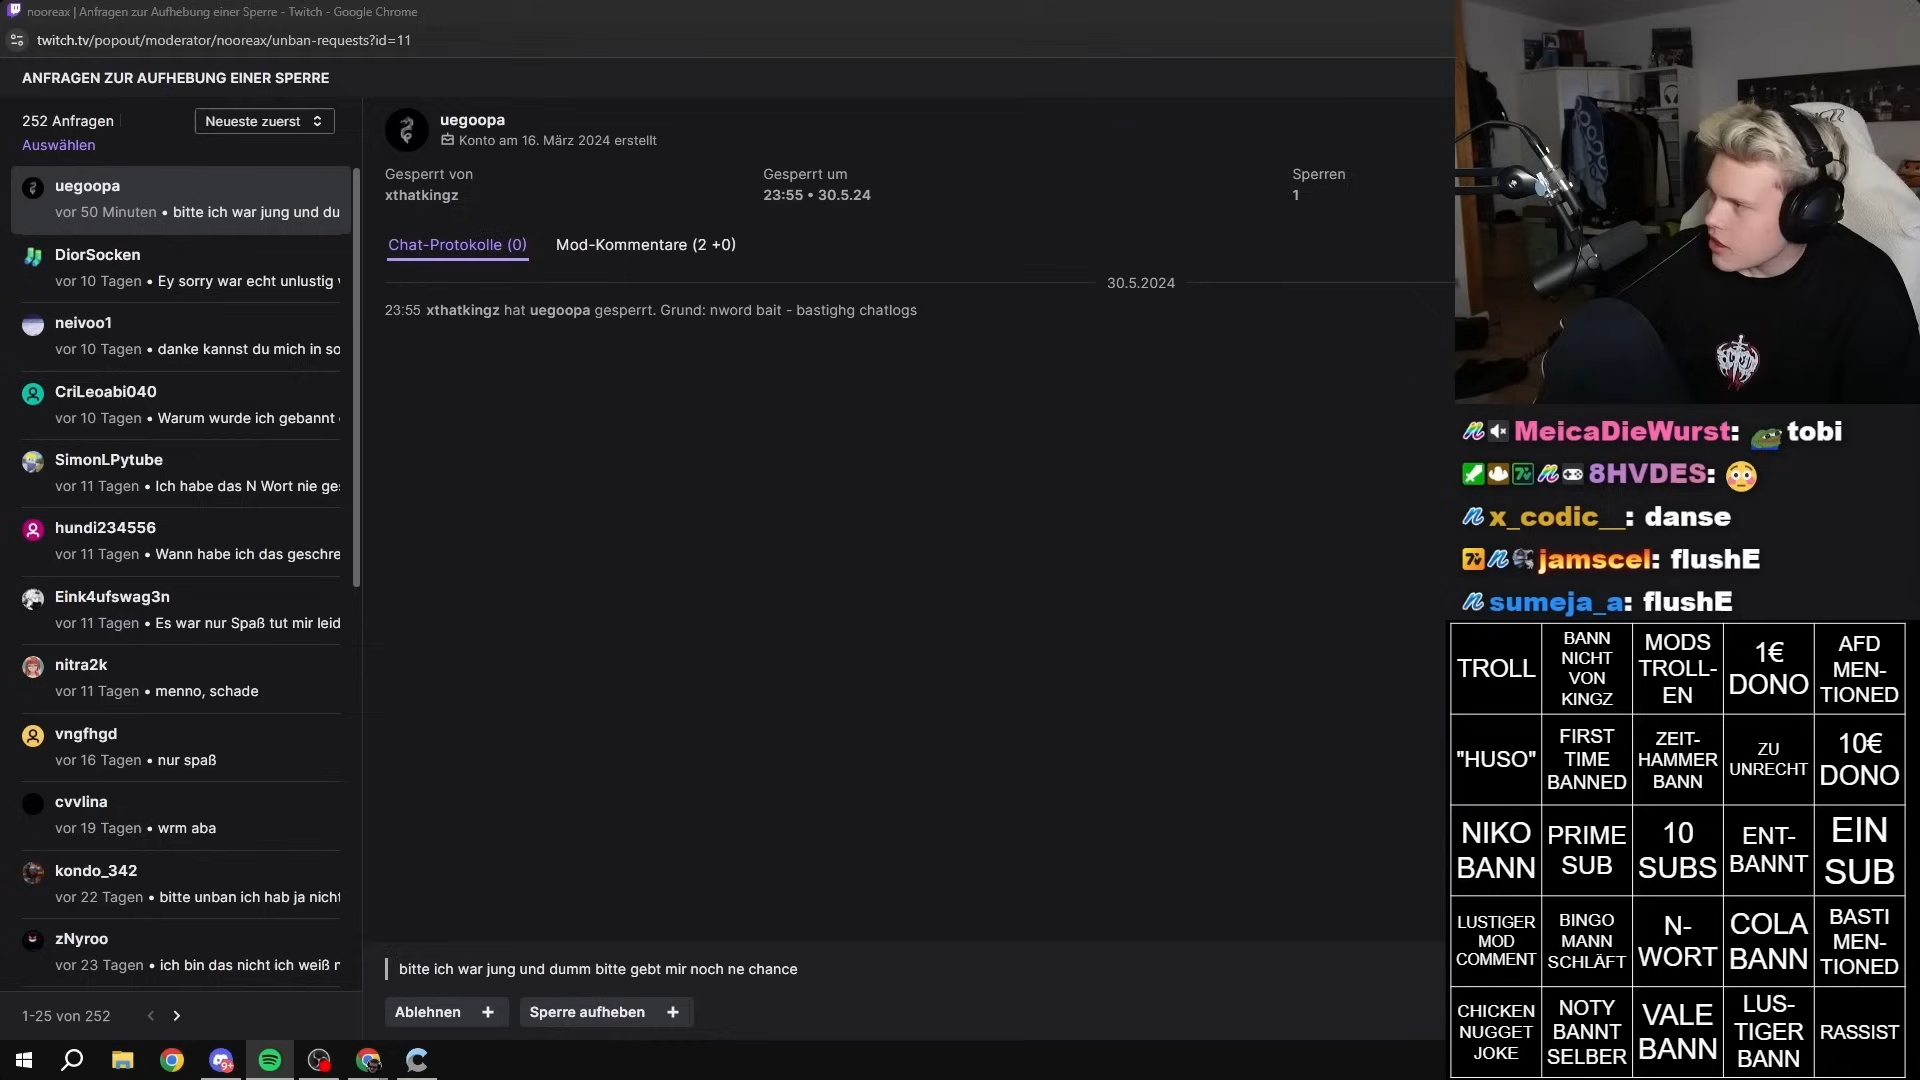 nooreax | Anfragen zur Aufhebung einer Sperre - Twitch - Google Chrome
twitch.tv/popout/moderator/nooreax/unban-requests?id=11
ANFRAGEN ZUR AUFHEBUNG EINER SPERRE
252 Anfragen
Neueste zuerst
Auswählen
uegoopa
vor 50 Minuten • bitte ich war jung und du
DiorSocken
vor 10 Tagen • Ey sorry war echt unlustig
neivoo1
vor 10 Tagen • danke kannst du mich in so
CriLeoabi040
vor 10 Tagen • Warum wurde ich gebannt
SimonLPytube
vor 11 Tagen • Ich habe das N Wort nie ges
hundi234556
vor 11 Tagen • Wann habe ich das geschre
Eink4ufswag3n
vor 11 Tagen • Es war nur Spaß tut mir leid
nitra2k
vor 11 Tagen • menno, schade
vngfhgd
vor 16 Tagen • nur spaß
cvvlina
vor 19 Tagen • wrm aba
kondo_342
vor 22 Tagen • bitte unban ich hab ja nicht
zNyroo
vor 23 Tagen • ich bin das nicht ich weiß n
1-25 von 252
uegoopa
Konto am 16. März 2024 erstellt
Gesperrt von
xthatkingz
Gesperrt um
23:55 • 30.5.24
Sperren
1
Chat-Protokolle (0)
Mod-Kommentare (2 +0)
30.5.2024
23:55 xthatkingz hat uegoopa gesperrt. Grund: nword bait - bastighg chatlogs
bitte ich war jung und dumm bitte gebt mir noch ne chance
Ablehnen +
Sperre aufheben +
MeicaDieWurst: tobi
8HVDES:
x_codic__: danse
jamscel: flushE
sumeja_a: flushE
TROLL
BANN
NICHT
VON
KINGZ
MODS
TROLL-
EN
1€
DONO
AFD
MEN-
TIONED
"HUSO"
FIRST
TIME
BANNED
ZEIT-
HAMMER
BANN
ZU
UNRECHT
10€
DONO
NIKO
BANN
PRIME
SUB
10
SUBS
ENT-
BANNT
EIN
SUB
LUSTIGER
MOD
COMMENT
BINGO
MANN
SCHLÄFT
N-
WORT
COLA
BANN
BASTI
MEN-
TIONED
CHICKEN
NUGGET
JOKE
NOTY
BANNT
SELBER
VALE
BANN
LUS-
TIGER
BANN
RASSIST
9+